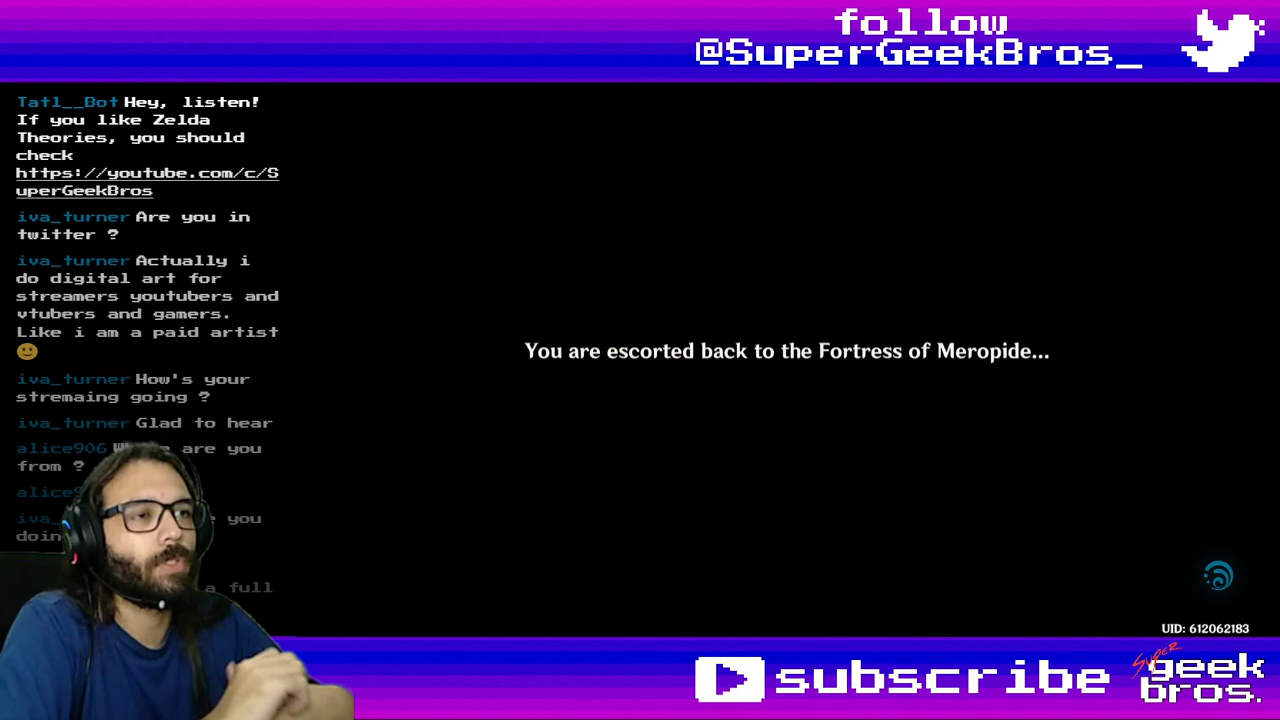 follow
@SuperGeekBros_
Tatl__Bot Hey, listen!
If you like Zelda
Theories, you should
check
https://youtube.com/c/S
uperGeekBros
iva_turner Are you in
twitter ?
iva_turner Actually i
do digital art for
streamers youtubers and
vtubers and gamers.
Like i am a paid artist
iva_turner How's your
stremaing going ?
iva_turner Glad to hear
alice906 are you
from ?
you
a full
You are escorted back to the Fortress of Meropide...
UID: 612062183
subscribe
SUPER
geek
bros.